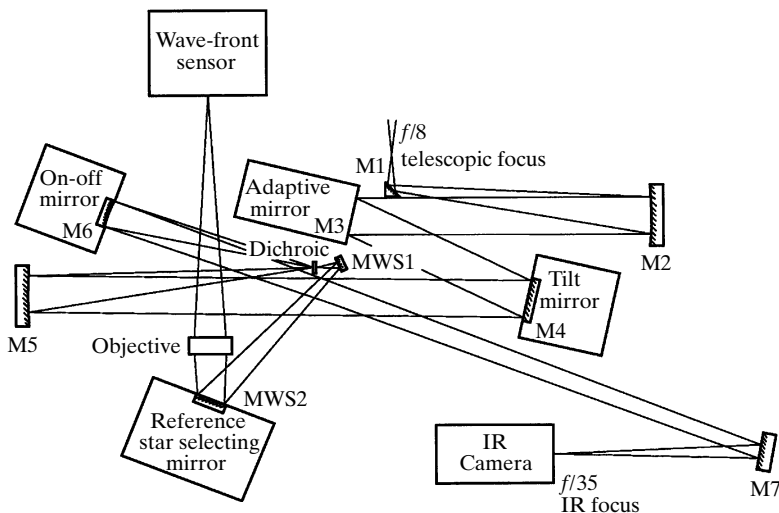 Wave-front
sensor
f/8
telescopic focus
M1
On-off
mirror
M6
Adaptive
mirror
M3
Dichroic
MWS1
M2
Tilt
mirror
M4
M5
Objective
MWS2
Reference
star selecting
mirror
IR
Camera
M7
f/35
IR focus